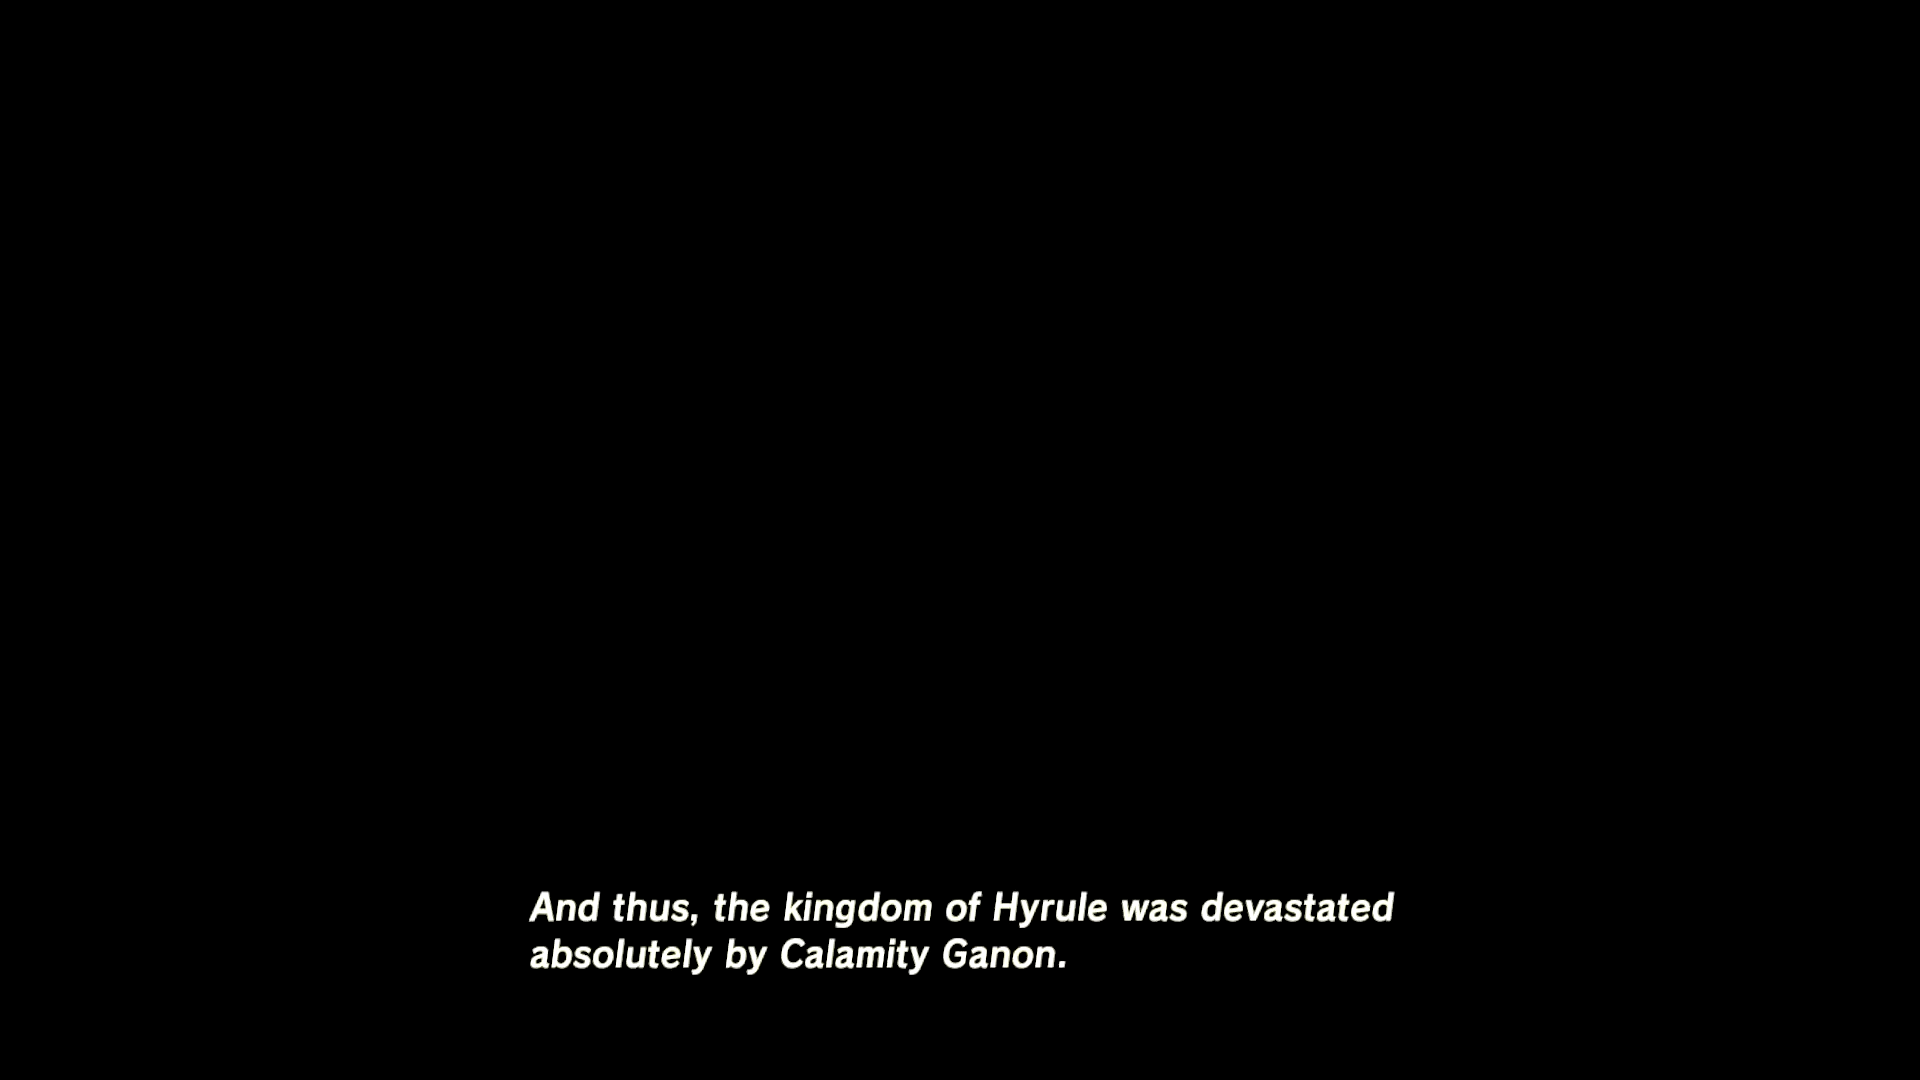 And thus, the kingdom of Hyrule was devastated
absolutely by Calamity Ganon.